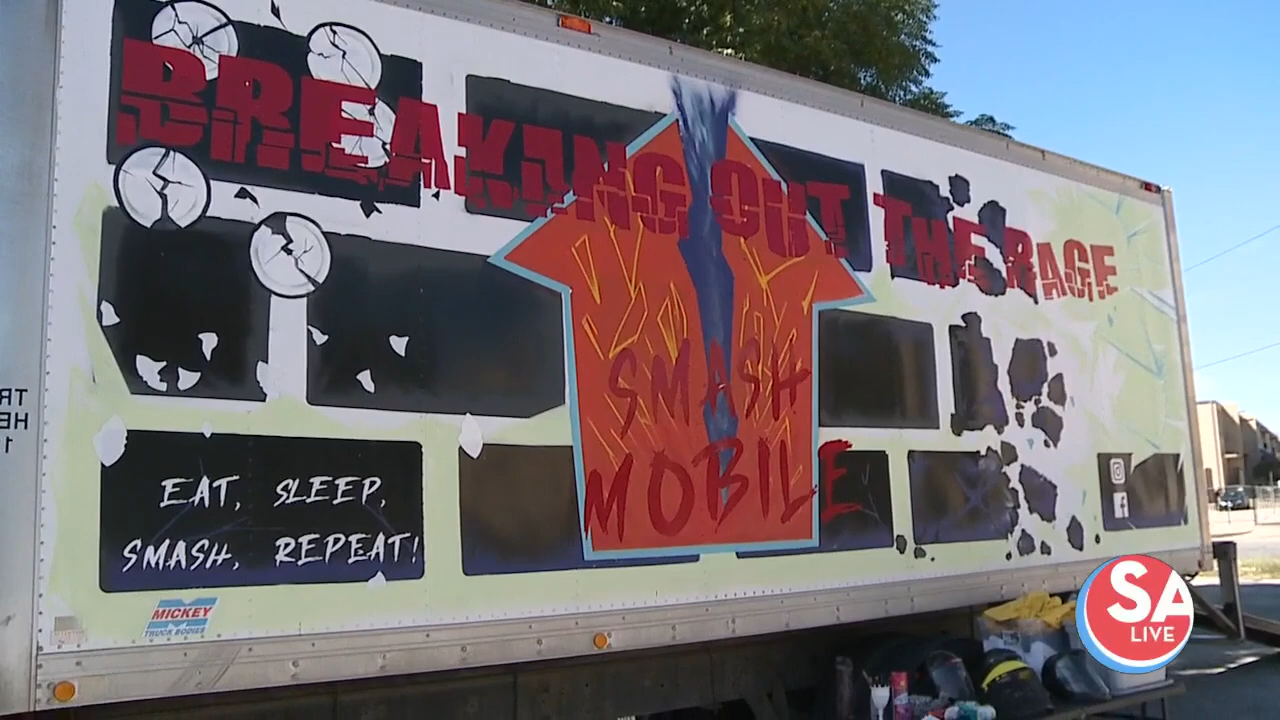 BREAKING OUT THE RAGE
SMASH
MOBILE
EAT, SLEEP,
SMASH, REPEAT!
MICKEY
TRUCK BODIES
SA
LIVE